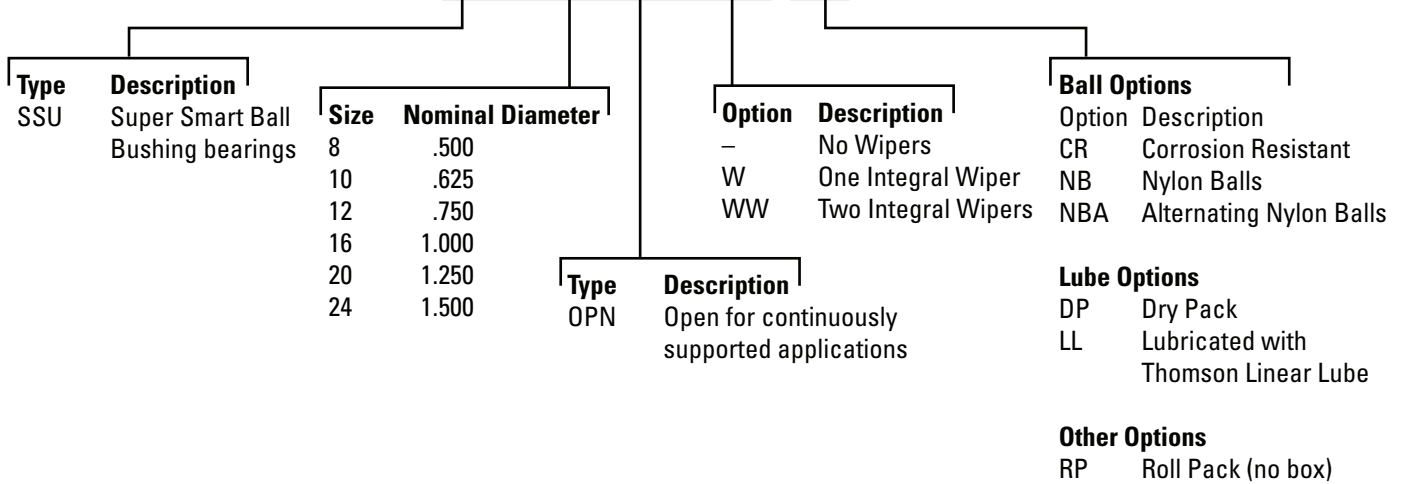 Type Description
SSU Super Smart Ball
Bushing bearings
Size Nominal Diameter
8 .500
10 .625
12 .750
16 1.000
20 1.250
24 1.500
Type Description
OPN Open for continuously
supported applications
Option Description
– No Wipers
W One Integral Wiper
WW Two Integral Wipers
Ball Options
Option Description
CR Corrosion Resistant
NB Nylon Balls
NBA Alternating Nylon Balls
Lube Options
DP Dry Pack
LL Lubricated with
Thomson Linear Lube
Other Options
RP Roll Pack (no box)